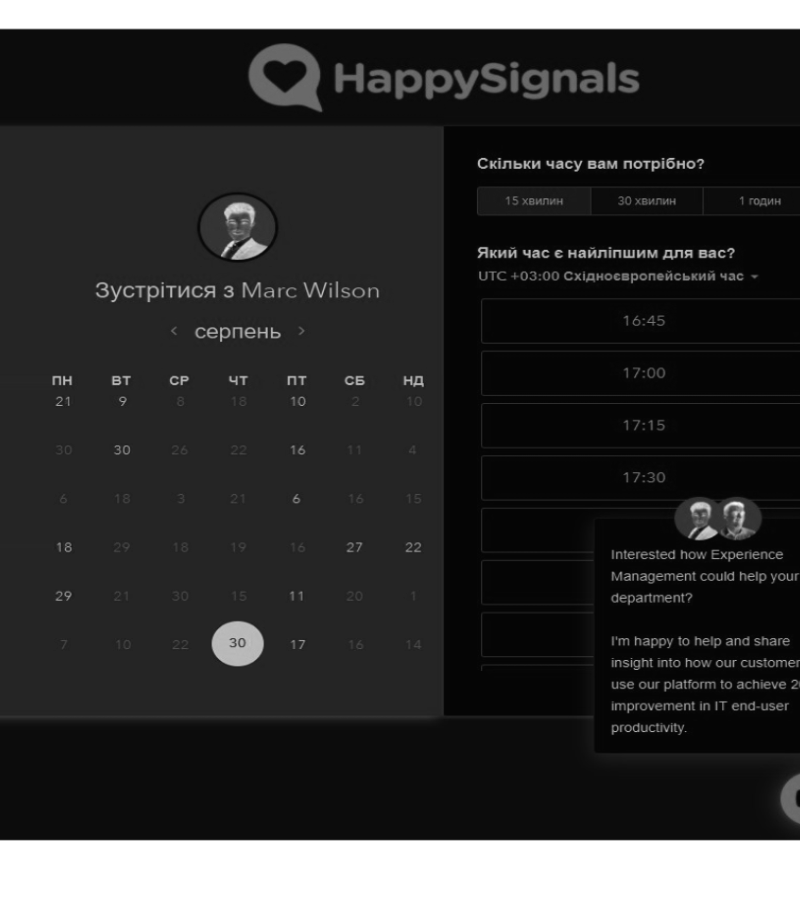 HappySignals
Зустрітися з Marc Wilson
< серпень >
ПН ВТ СР ЧТ ПТ СБ НД
21 9 8 18 10 2 10
30 30 26 22 16 11 4
6 18 3 21 6 16 15
18 29 18 19 16 27 22
29 21 30 15 11 20 1
7 10 22 30 17 16 14
Скільки часу вам потрібно?
15 хвилин 30 хвилин 1 годин
Який час є найліпшим для вас?
UTC +03:00 Східноєвропейський час
16:45
17:00
17:15
17:30
Interested how Experience
Management could help your
department?
I'm happy to help and share
insight into how our customer
use our platform to achieve
improvement in IT end-user
productivity.